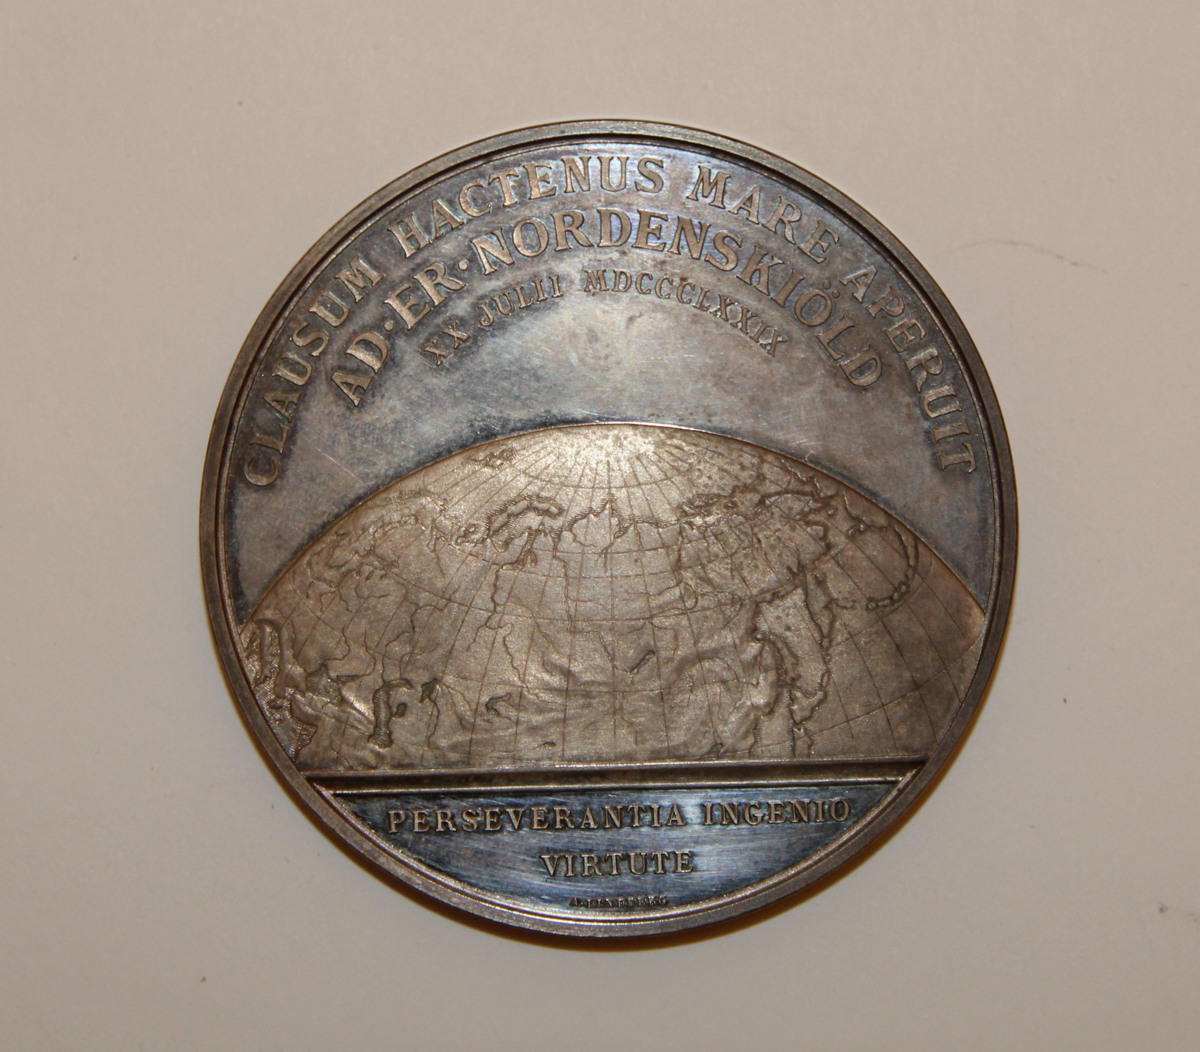 CLAUSUM HACTENUS MARE APERUIT
AD·ER·NORDENSKIÖLD
XX JULII MDCCCLXXIX
PERSEVERANTIA INGENIO
VIRTUTE